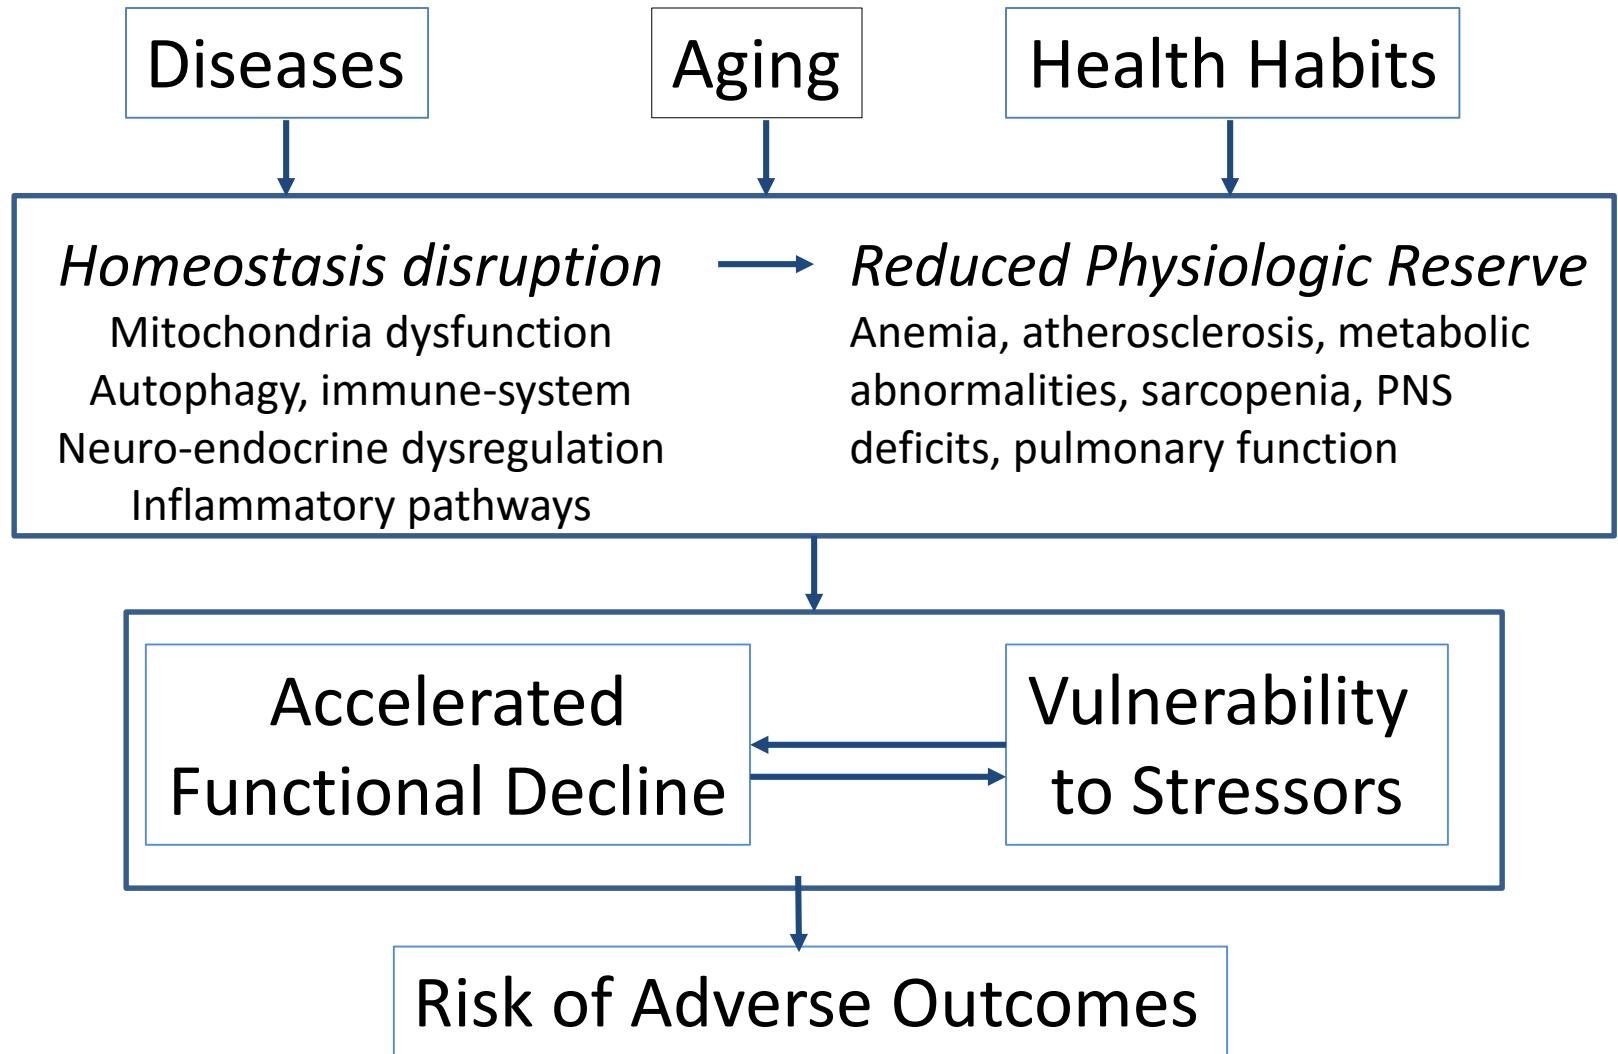 Diseases
Aging
Health Habits
Homeostasis disruption
Mitochondria dysfunction
Autophagy, immune-system
Neuro-endocrine dysregulation
Inflammatory pathways
Reduced Physiologic Reserve
Anemia, atherosclerosis, metabolic
abnormalities, sarcopenia, PNS
deficits, pulmonary function
Accelerated
Functional Decline
Vulnerability
to Stressors
Risk of Adverse Outcomes